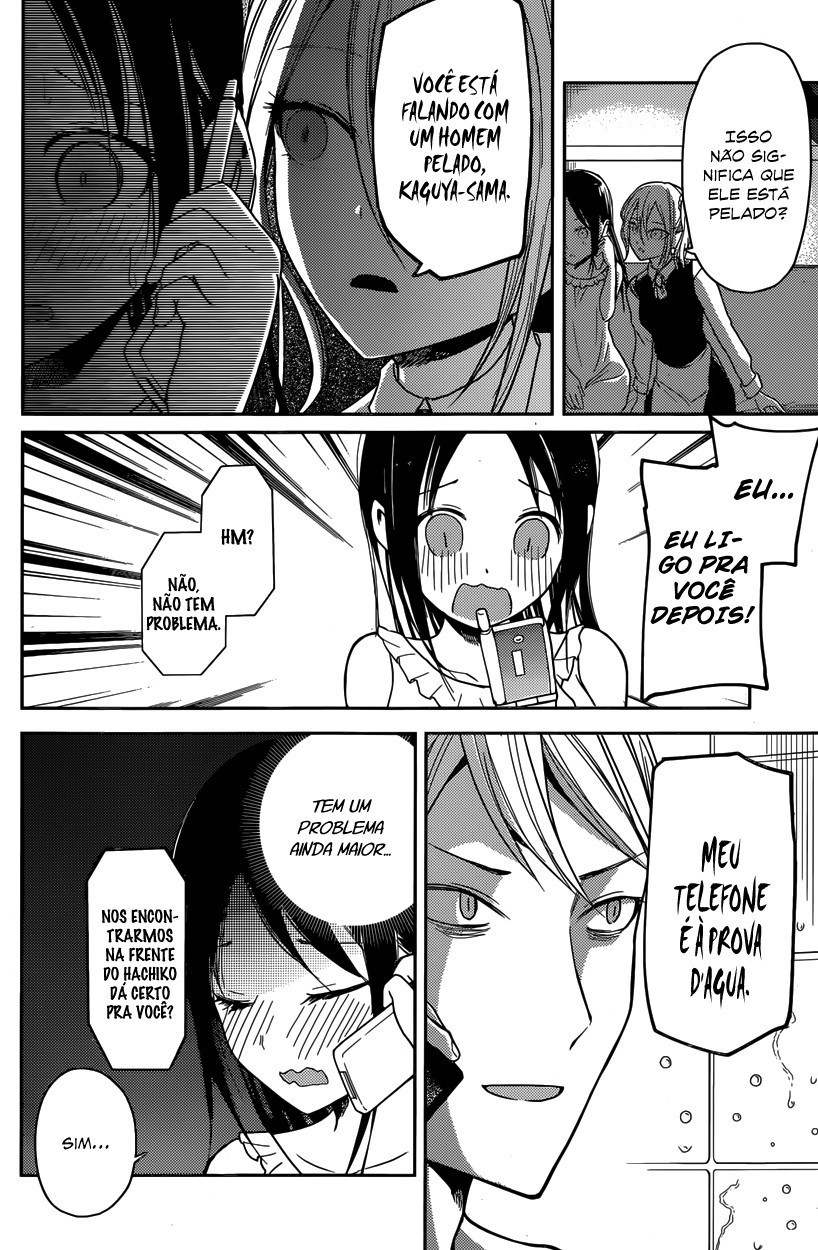 ISSO
NÃO SIG-
NIFICA QUE
ELE ESTÁ
PELADO?
VOCÊ ESTÁ
FALANDO COM
UM HOMEM
PELADO,
KAGUYA-SAMA.
EU...
EU LI-
GO PRA
VOCÊ
DEPOIS!
HM?
NÃO,
NÃO TEM
PROBLEMA.
MEU
TELEFONE
É À PROVA
D'AGUA.
TEM UM
PROBLEMA
AINDA MAIOR...
NOS ENCON-
TRARMOS
NA FRENTE
DO HACHIKO
DÁ CERTO
PRA VOCÊ?
SIM...